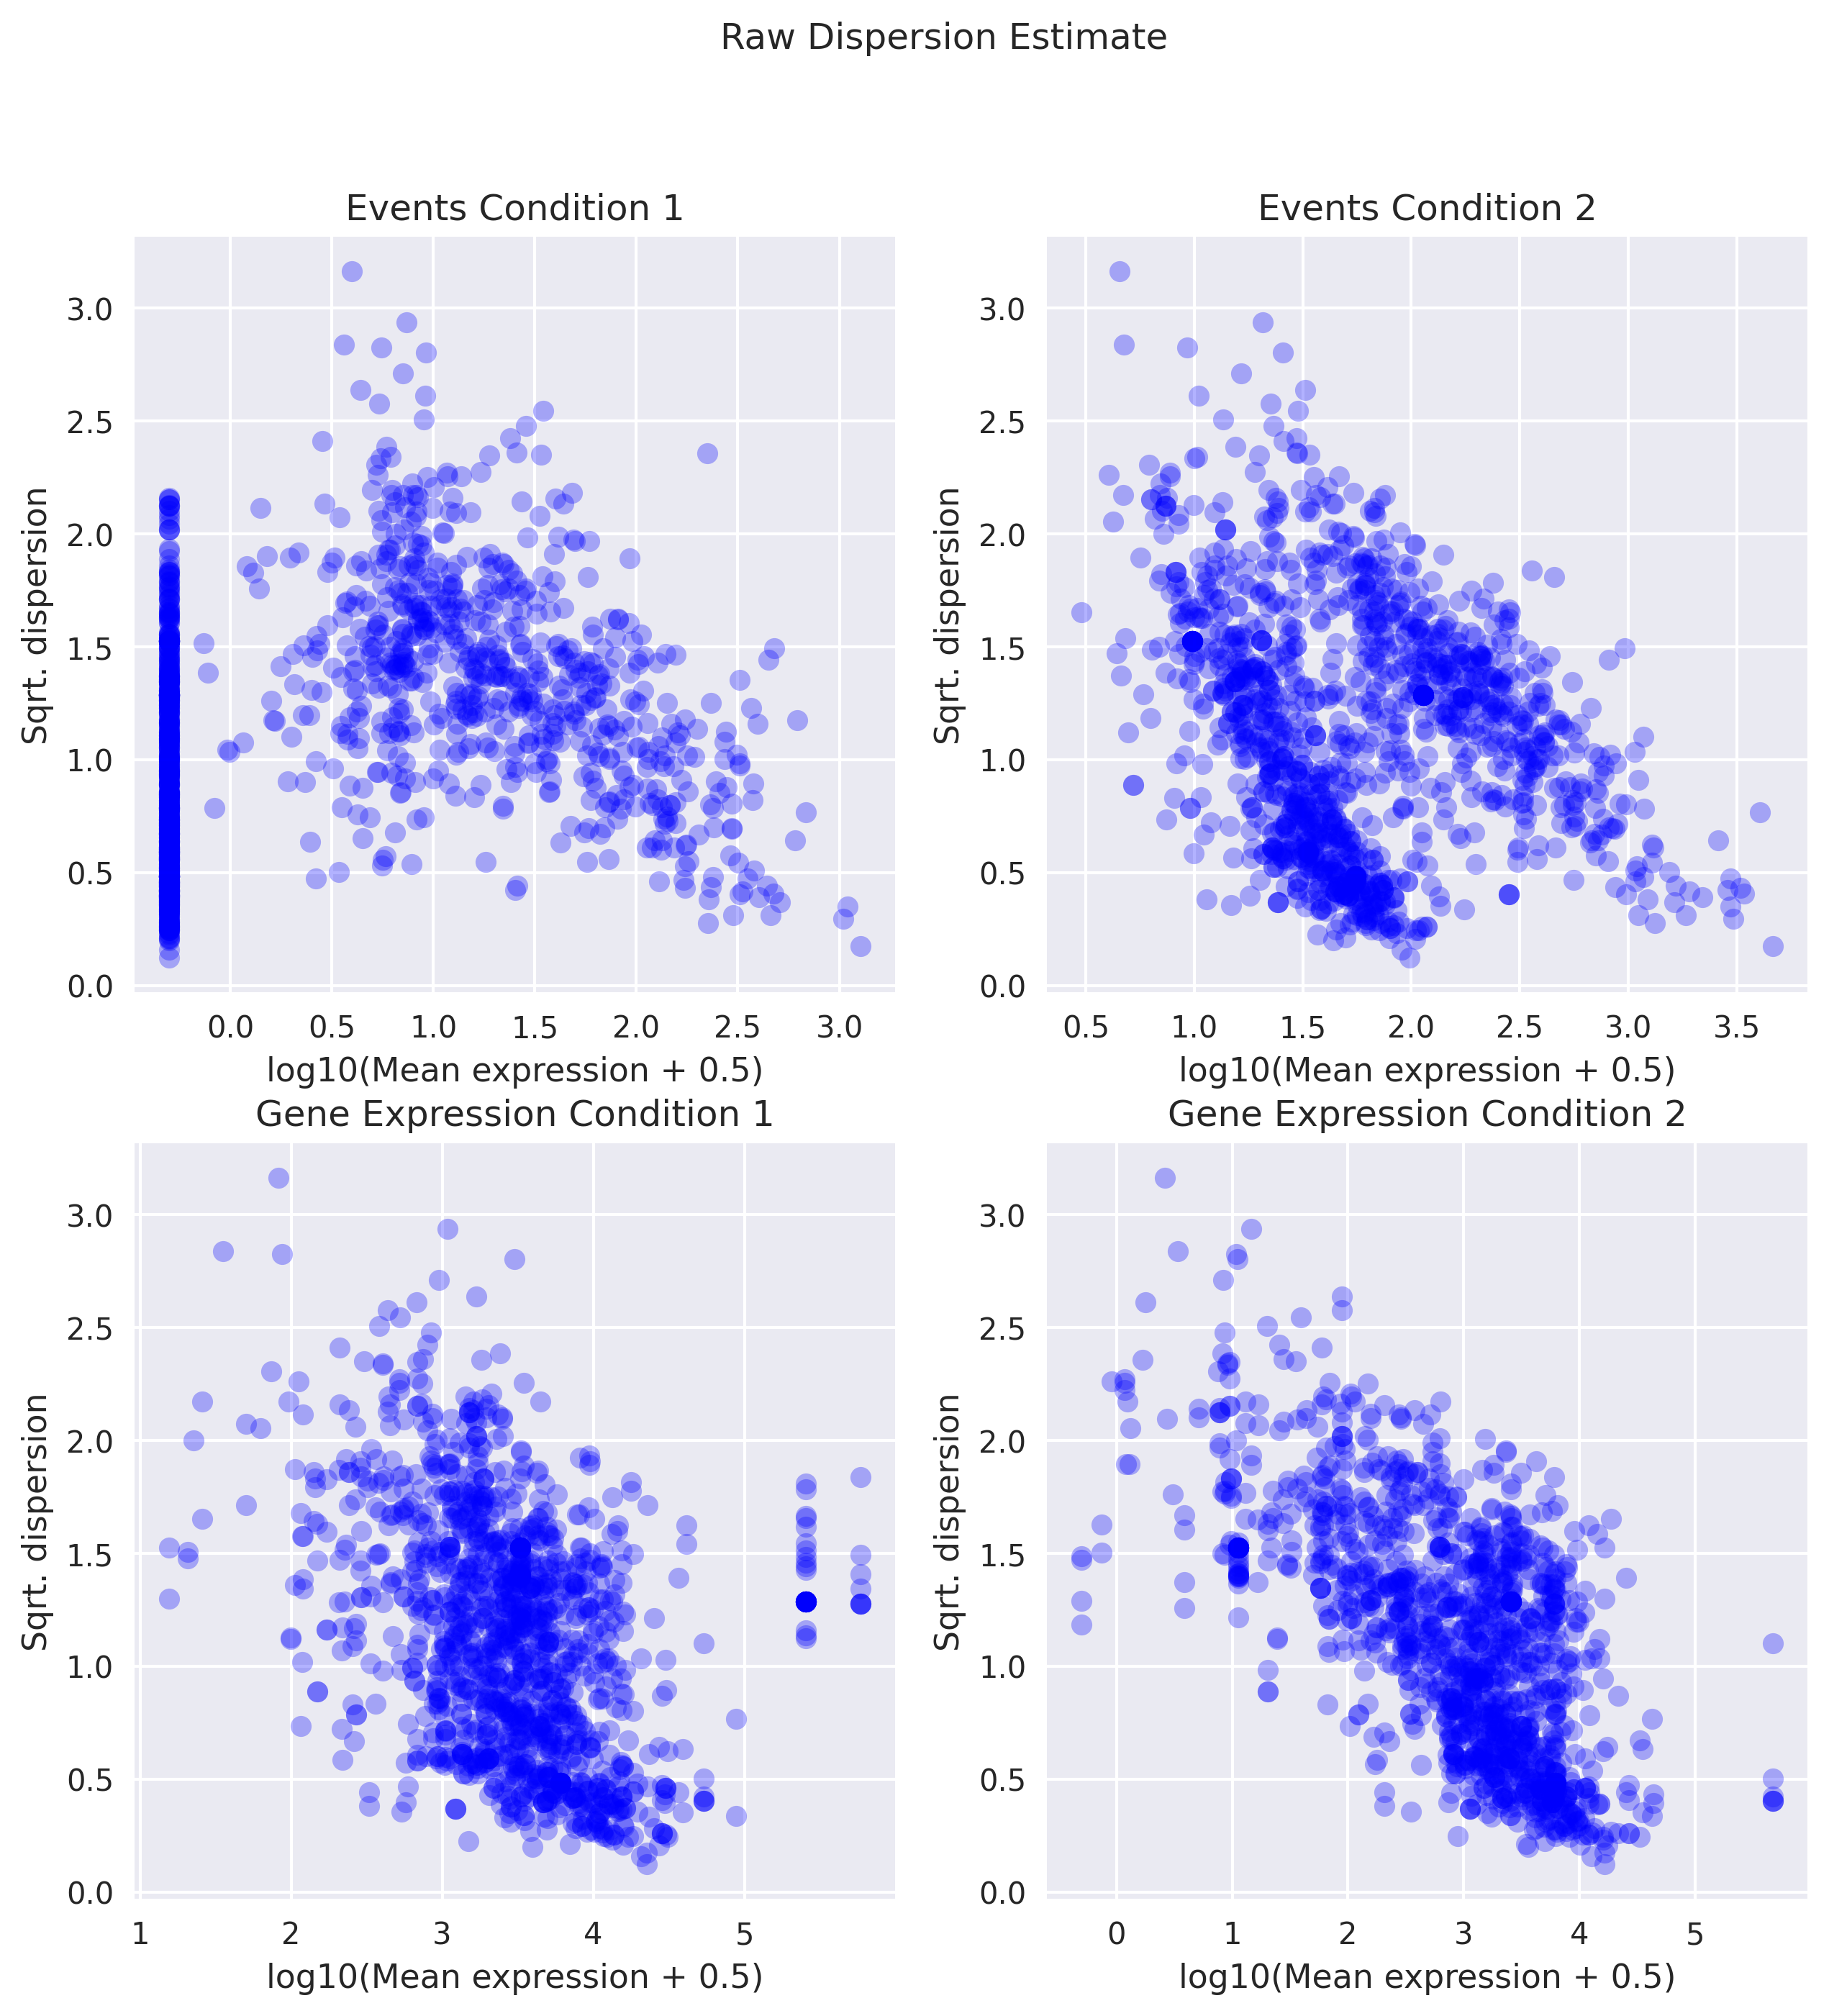 Raw Dispersion Estimate
Events Condition 1
Sqrt. dispersion
3.0
2.5
2.0
1.5
1.0
0.5
0.0
0.0 0.5 1.0 1.5 2.0 2.5 3.0
log10(Mean expression + 0.5)
Events Condition 2
Sqrt. dispersion
3.0
2.5
2.0
1.5
1.0
0.5
0.0
0.5 1.0 1.5 2.0 2.5 3.0 3.5
log10(Mean expression + 0.5)
Gene Expression Condition 1
Sqrt. dispersion
3.0
2.5
2.0
1.5
1.0
0.5
0.0
1 2 3 4 5
log10(Mean expression + 0.5)
Gene Expression Condition 2
Sqrt. dispersion
3.0
2.5
2.0
1.5
1.0
0.5
0.0
0 1 2 3 4 5
log10(Mean expression + 0.5)